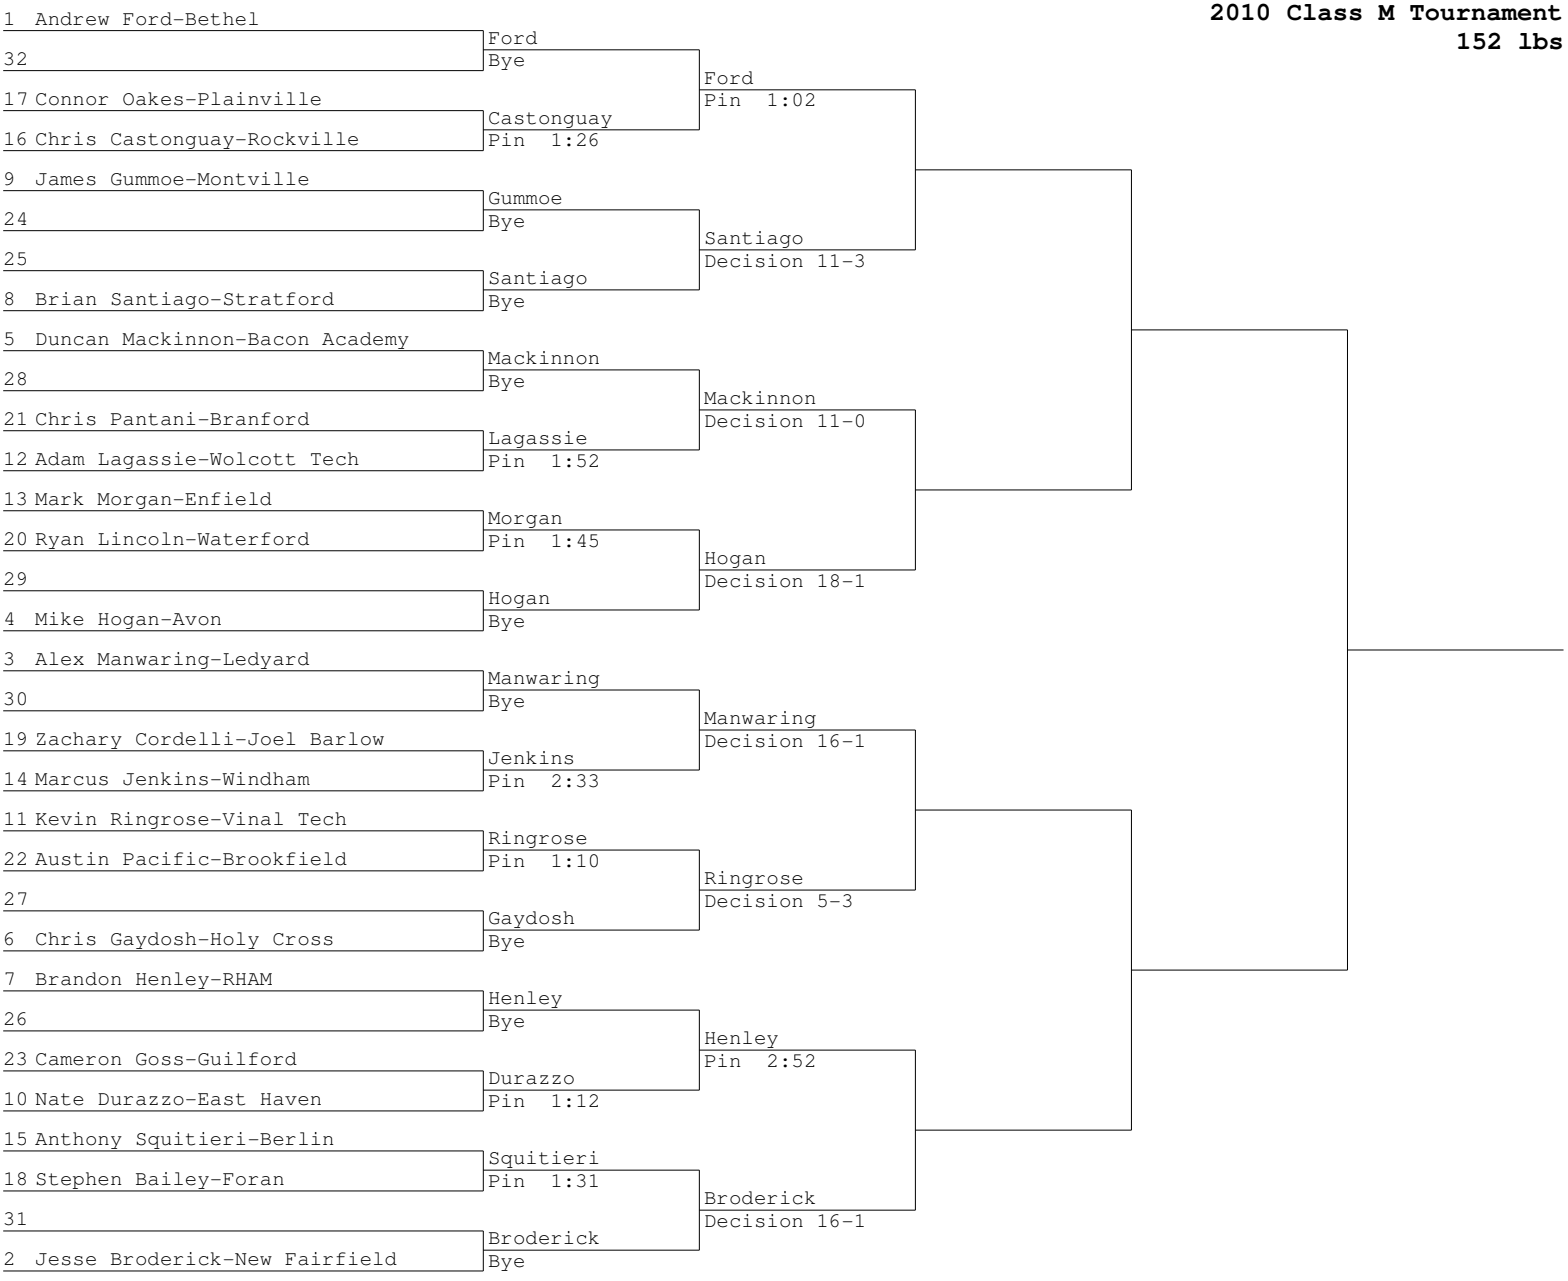 2010 Class M Tournament
152 lbs
1 Andrew Ford-Bethel
32
17 Connor Oakes-Plainville
16 Chris Castonguay-Rockville
9 James Gummoe-Montville
24
25
8 Brian Santiago-Stratford
5 Duncan Mackinnon-Bacon Academy
28
21 Chris Pantani-Branford
12 Adam Lagassie-Wolcott Tech
13 Mark Morgan-Enfield
20 Ryan Lincoln-Waterford
29
4 Mike Hogan-Avon
3 Alex Manwaring-Ledyard
30
19 Zachary Cordelli-Joel Barlow
14 Marcus Jenkins-Windham
11 Kevin Ringrose-Vinal Tech
22 Austin Pacific-Brookfield
27
6 Chris Gaydosh-Holy Cross
7 Brandon Henley-RHAM
26
23 Cameron Goss-Guilford
10 Nate Durazzo-East Haven
15 Anthony Squitieri-Berlin
18 Stephen Bailey-Foran
31
2 Jesse Broderick-New Fairfield
Ford
Bye
Castonguay
Pin 1:26
Gummoe
Bye
Santiago
Bye
Mackinnon
Bye
Lagassie
Pin 1:52
Morgan
Pin 1:45
Hogan
Bye
Manwaring
Bye
Jenkins
Pin 2:33
Ringrose
Pin 1:10
Gaydosh
Bye
Henley
Bye
Durazzo
Pin 1:12
Squitieri
Pin 1:31
Broderick
Bye
Ford
Pin 1:02
Santiago
Decision 11-3
Mackinnon
Decision 11-0
Hogan
Decision 18-1
Manwaring
Decision 16-1
Ringrose
Decision 5-3
Henley
Pin 2:52
Broderick
Decision 16-1